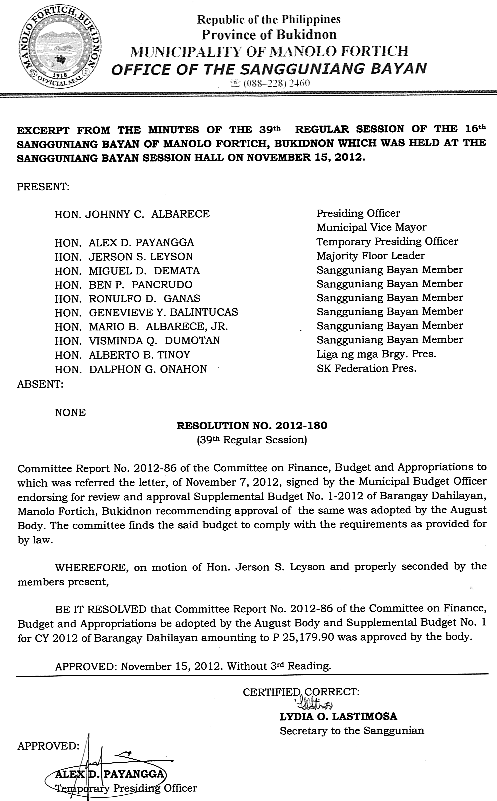 MANOLO FORTICH, BUKIDNON
1918
OFFICIAL SEAL
Republic of the Philippines
Province of Bukidnon
MUNICIPALITY OF MANOLO FORTICH
OFFICE OF THE SANGGUNIANG BAYAN
☏ (088-228) 2460
EXCERPT FROM THE MINUTES OF THE 39th REGULAR SESSION OF THE 16th
SANGGUNIANG BAYAN OF MANOLO FORTICH, BUKIDNON WHICH WAS HELD AT THE
SANGGUNIANG BAYAN SESSION HALL ON NOVEMBER 15, 2012.
PRESENT:
HON. JOHNNY C. ALBARECE Presiding Officer
Municipal Vice Mayor
HON. ALEX D. PAYANGGA Temporary Presiding Officer
HON. JERSON S. LEYSON Majority Floor Leader
HON. MIGUEL D. DEMATA Sangguniang Bayan Member
HON. BEN P. PANCRUDO Sangguniang Bayan Member
HON. RONULFO D. GANAS Sangguniang Bayan Member
HON. GENEVIEVE Y. BALINTUCAS Sangguniang Bayan Member
HON. MARIO B. ALBARECE, JR. Sangguniang Bayan Member
HON. VISMINDA Q. DUMOTAN Sangguniang Bayan Member
HON. ALBERTO B. TINOY Liga ng mga Brgy. Pres.
HON. DALPHON G. ONAHON SK Federation Pres.
ABSENT:
NONE
RESOLUTION NO. 2012-180
(39th Regular Session)
Committee Report No. 2012-86 of the Committee on Finance, Budget and Appropriations to
which was referred the letter, of November 7, 2012, signed by the Municipal Budget Officer
endorsing for review and approval Supplemental Budget No. 1-2012 of Barangay Dahilayan,
Manolo Fortich, Bukidnon recommending approval of the same was adopted by the August
Body. The committee finds the said budget to comply with the requirements as provided for
by law.
WHEREFORE, on motion of Hon. Jerson S. Leyson and properly seconded by the
members present,
BE IT RESOLVED that Committee Report No. 2012-86 of the Committee on Finance,
Budget and Appropriations be adopted by the August Body and Supplemental Budget No. 1
for CY 2012 of Barangay Dahilayan amounting to P 25,179.90 was approved by the body.
APPROVED: November 15, 2012. Without 3rd Reading.
CERTIFIED CORRECT:
LYDIA O. LASTIMOSA
Secretary to the Sanggunian
APPROVED:
ALEX D. PAYANGGA
Temporary Presiding Officer